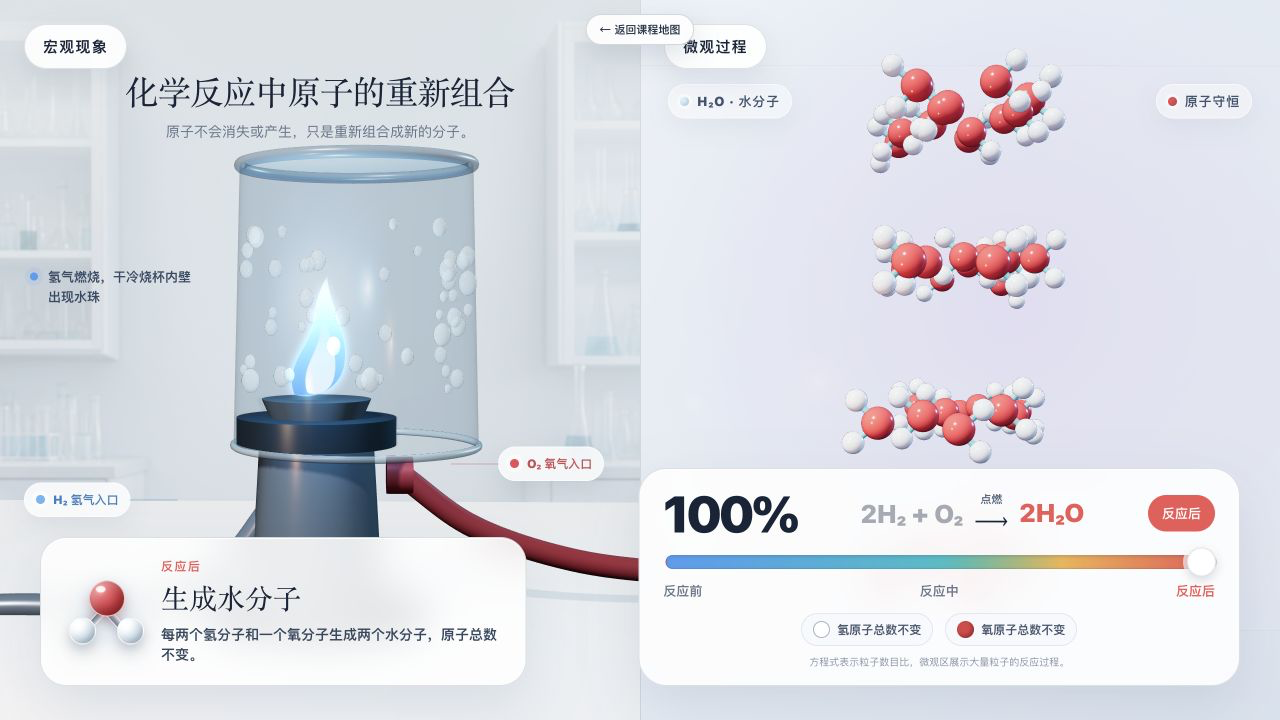 宏观现象
← 返回课程地图
微观过程
化学反应中原子的重新组合
原子不会消失或产生，只是重新组合成新的分子。
H₂O · 水分子
原子守恒
氢气燃烧，干冷烧杯内壁
出现水珠
O₂ 氧气入口
H₂ 氢气入口
反应后
生成水分子
每两个氢分子和一个氧分子生成两个水分子，原子总数
不变。
100%
2H₂ + O₂ 点燃 → 2H₂O
反应后
反应前
反应中
反应后
氢原子总数不变
氧原子总数不变
方程式表示粒子数目比，微观区展示大量粒子的反应过程。